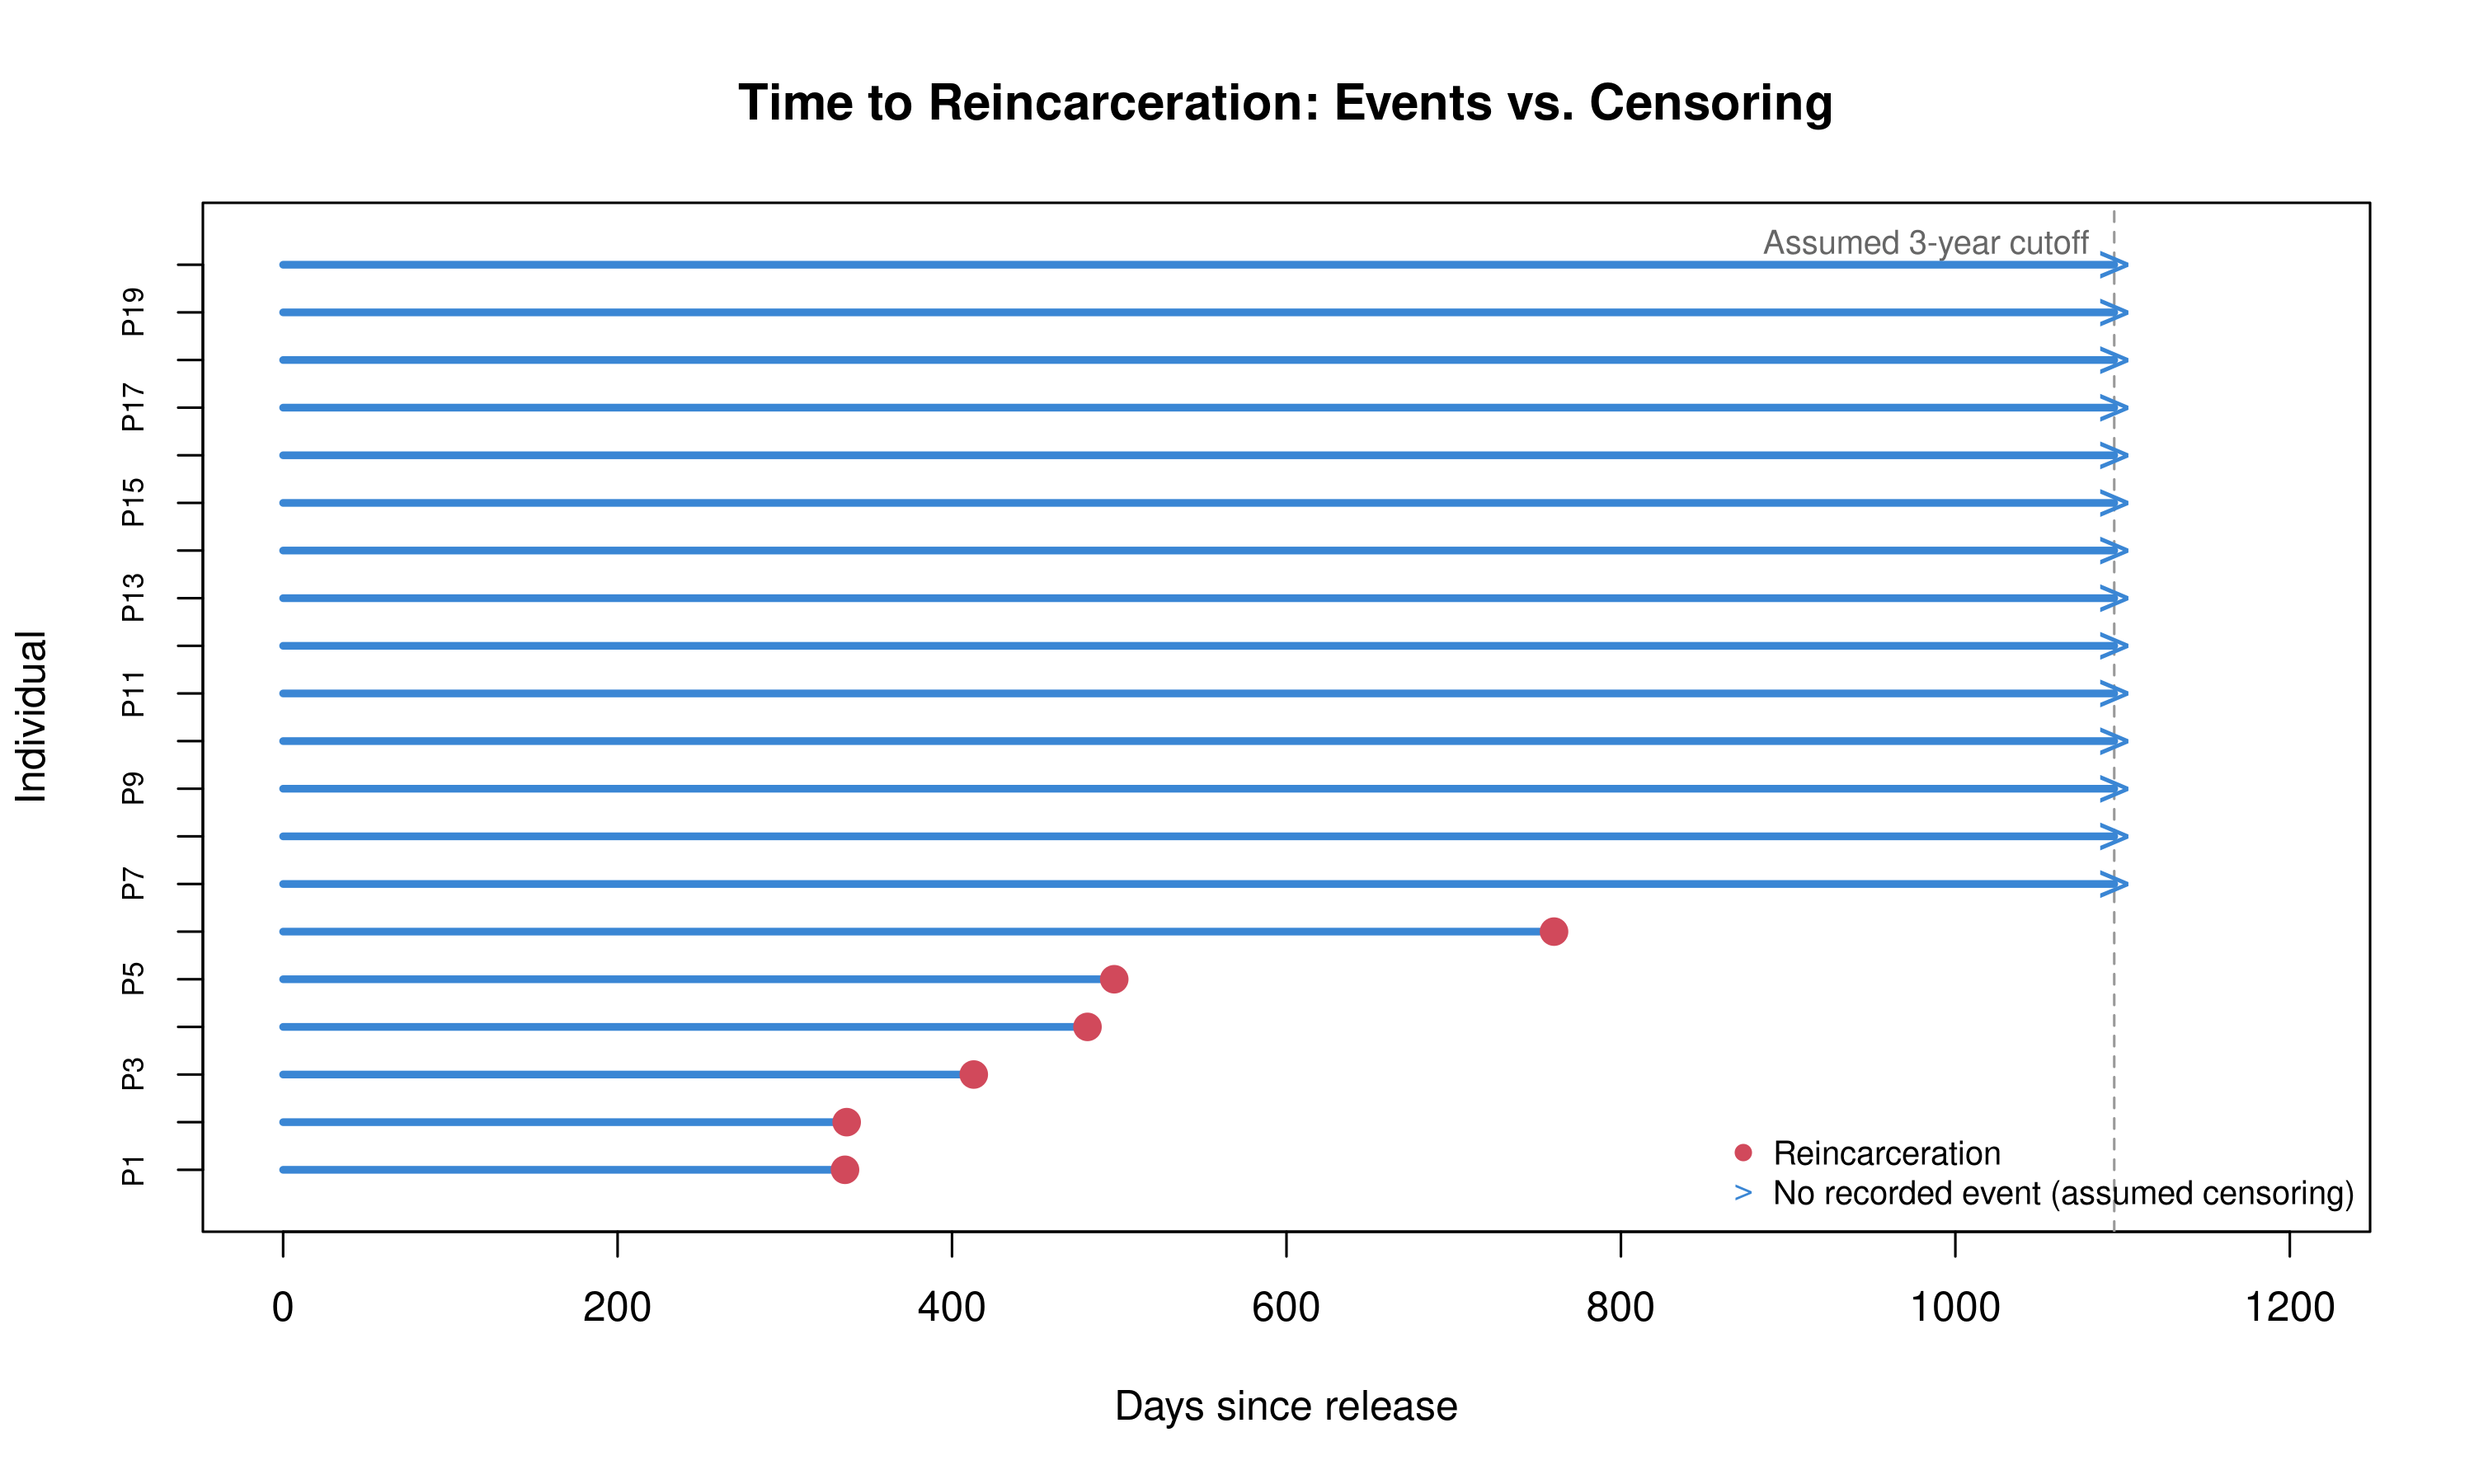 Time to Reincarceration: Events vs. Censoring
Assumed 3-year cutoff
P19
P17
P15
P13
P11
P9
P7
P5
P3
P1
Individual
> Reincarceration
> No recorded event (assumed censoring)
0 200 400 600 800 1000 1200
Days since release